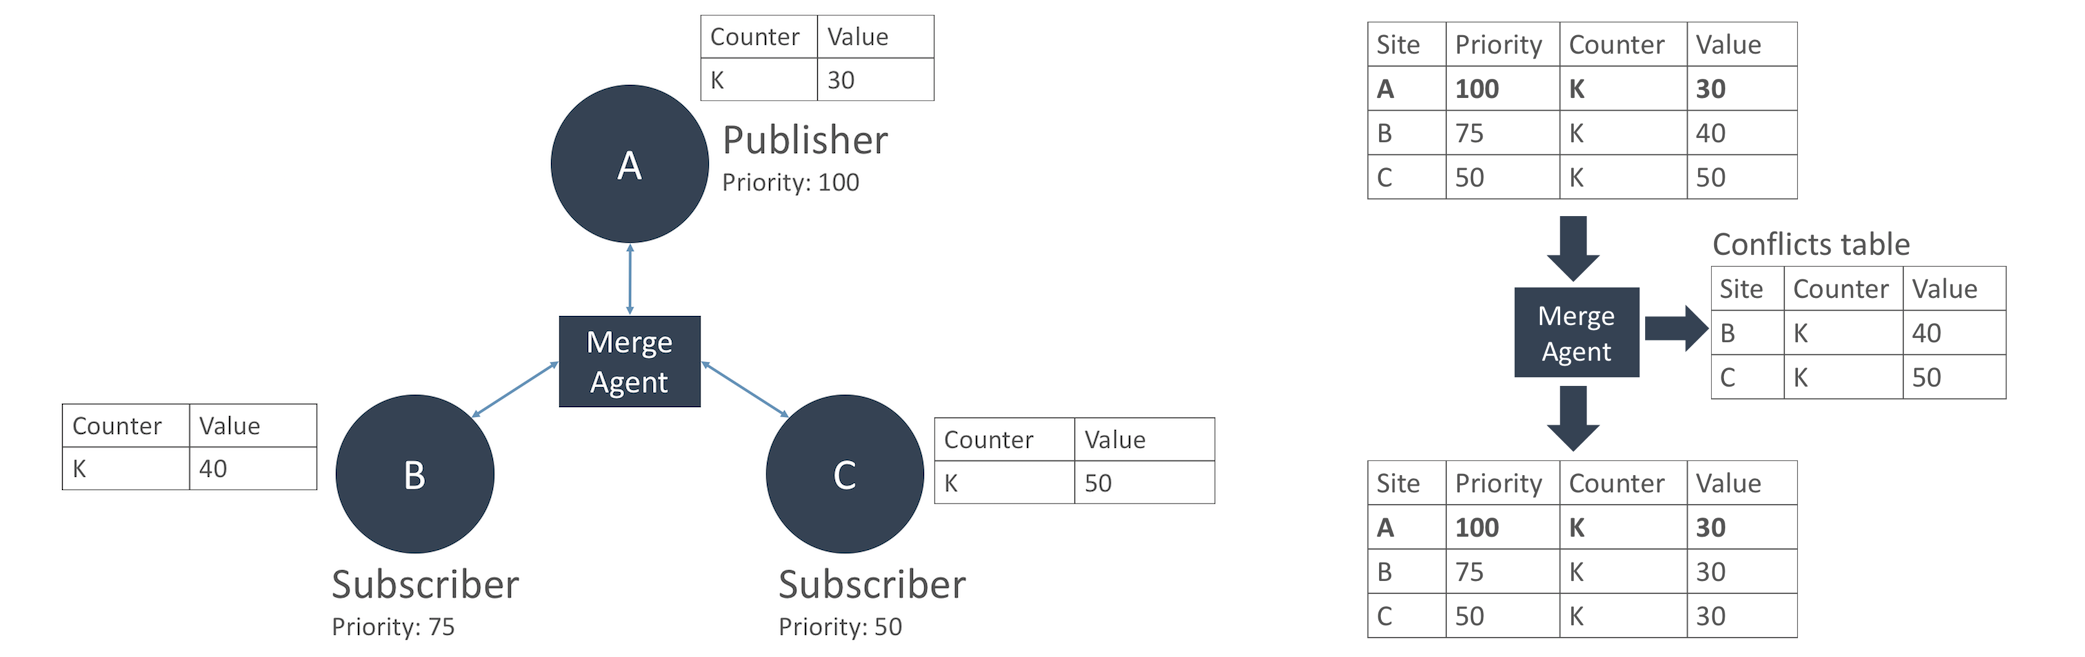 Counter Value
K 30
A
Publisher
Priority: 100
Merge
Agent
Counter Value
K 40
B
Subscriber
Priority: 75
C
Counter Value
K 50
Subscriber
Priority: 50
Site Priority Counter Value
A 100 K 30
B 75 K 40
C 50 K 50
Merge
Agent
Conflicts table
Site Counter Value
B K 40
C K 50
Site Priority Counter Value
A 100 K 30
B 75 K 30
C 50 K 30